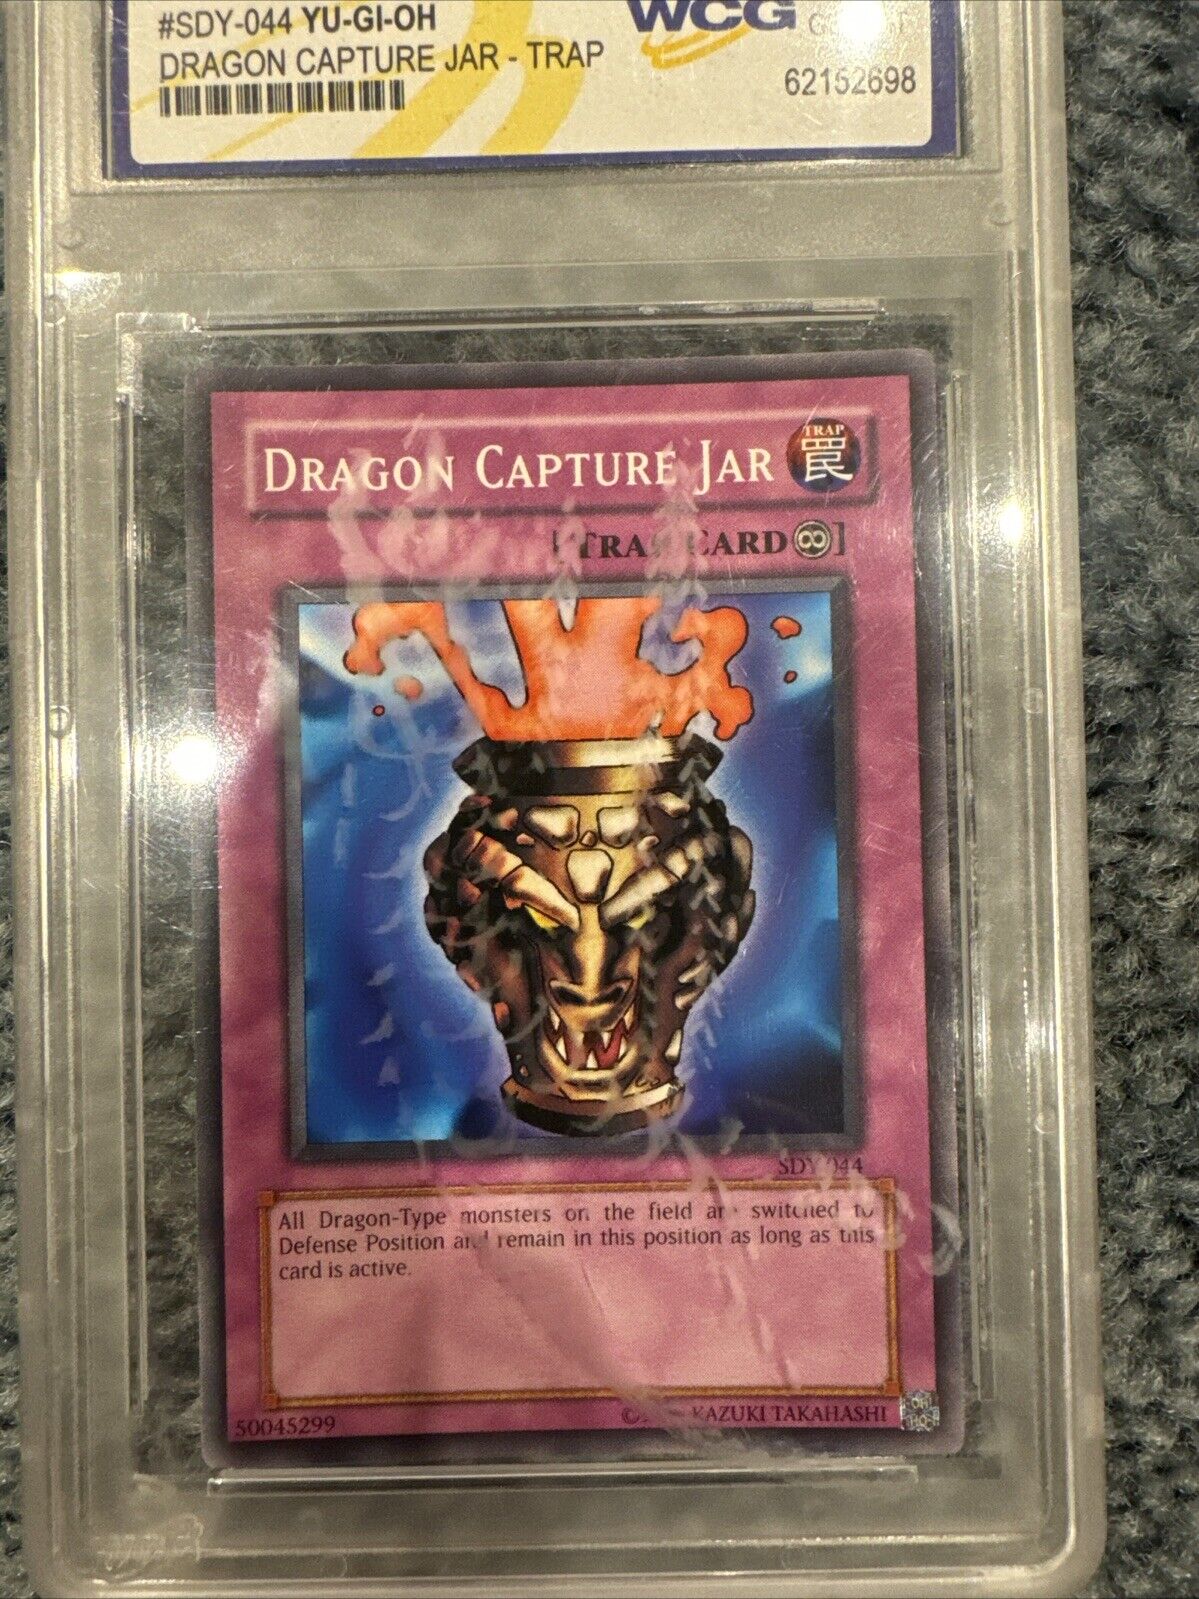 #SDY-044 YU-GI-OH
WCG
DRAGON CAPTURE JAR - TRAP
62152698
DRAGON CAPTURE JAR
TRAP
罠
[TRAP CARD∞]
SDY-044
All Dragon-Type monsters on the field are switched to
Defense Position and remain in this position as long as this
card is active.
50045299
© KAZUKI TAKAHASHI